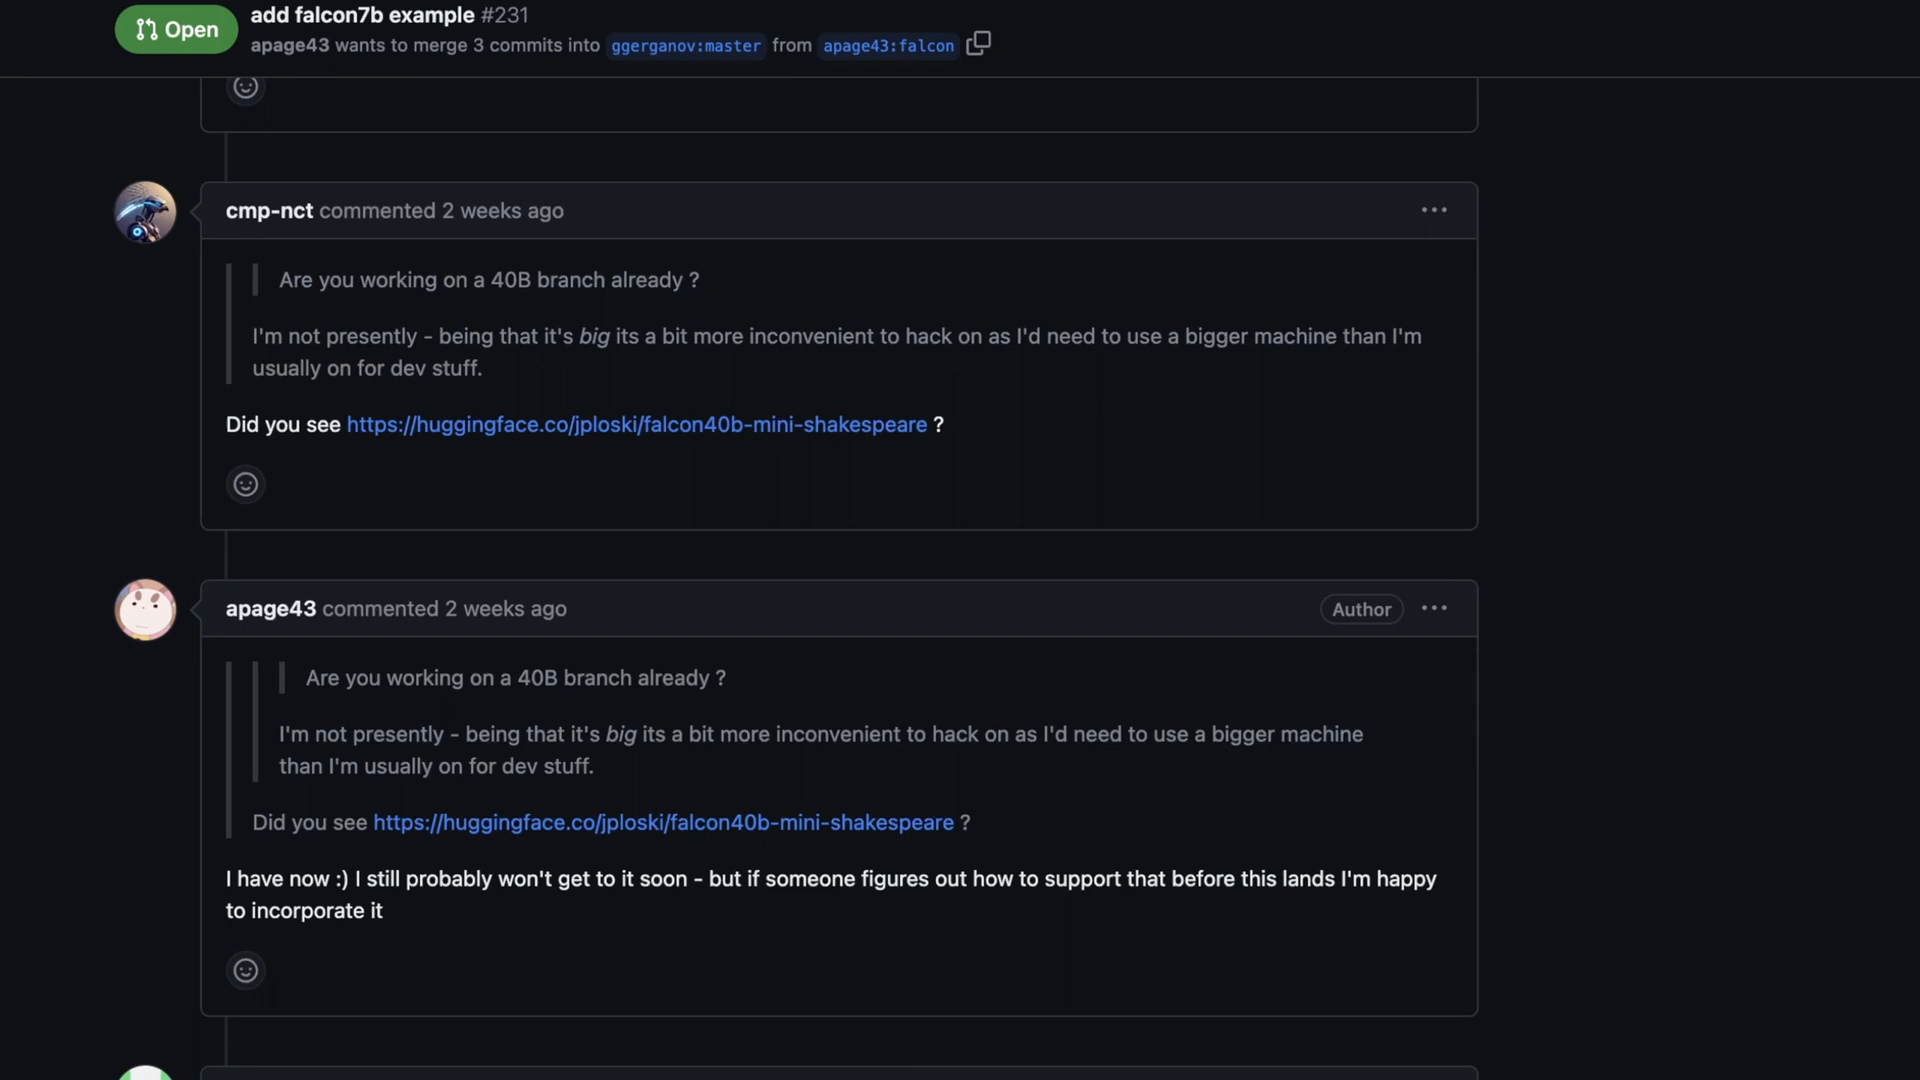 Open
add falcon7b example #231
apage43 wants to merge 3 commits into ggerganov:master from apage43:falcon
cmp-nct commented 2 weeks ago
Are you working on a 40B branch already ?
I'm not presently - being that it's big its a bit more inconvenient to hack on as I'd need to use a bigger machine than I'm
usually on for dev stuff.
Did you see https://huggingface.co/jploski/falcon40b-mini-shakespeare ?
apage43 commented 2 weeks ago
Author
Are you working on a 40B branch already ?
I'm not presently - being that it's big its a bit more inconvenient to hack on as I'd need to use a bigger machine
than I'm usually on for dev stuff.
Did you see https://huggingface.co/jploski/falcon40b-mini-shakespeare ?
I have now :) I still probably won't get to it soon - but if someone figures out how to support that before this lands I'm happy
to incorporate it